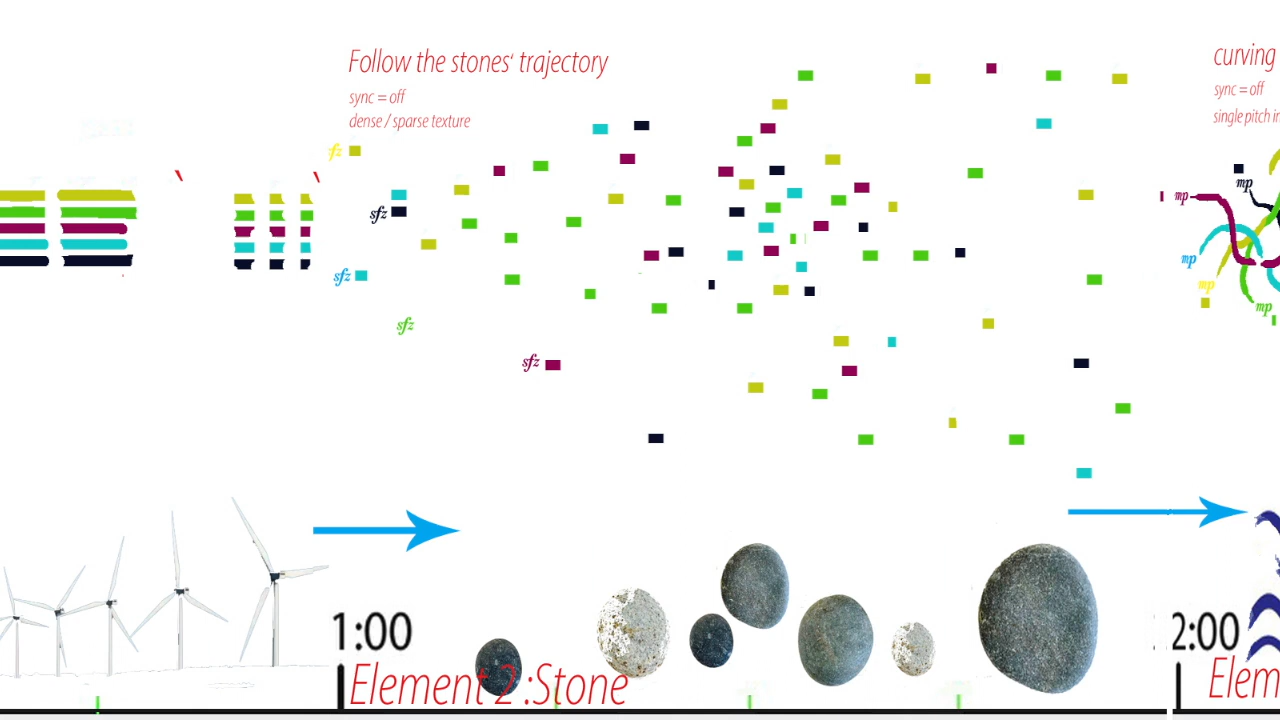 Follow the stones' trajectory
sync = off
dense / sparse texture
sfz
sfz
sfz
sfz
1:00
Element 2 :Stone
curving
sync = off
single pitch in
mp
mp
mp
mp
mp
2:00
Elem